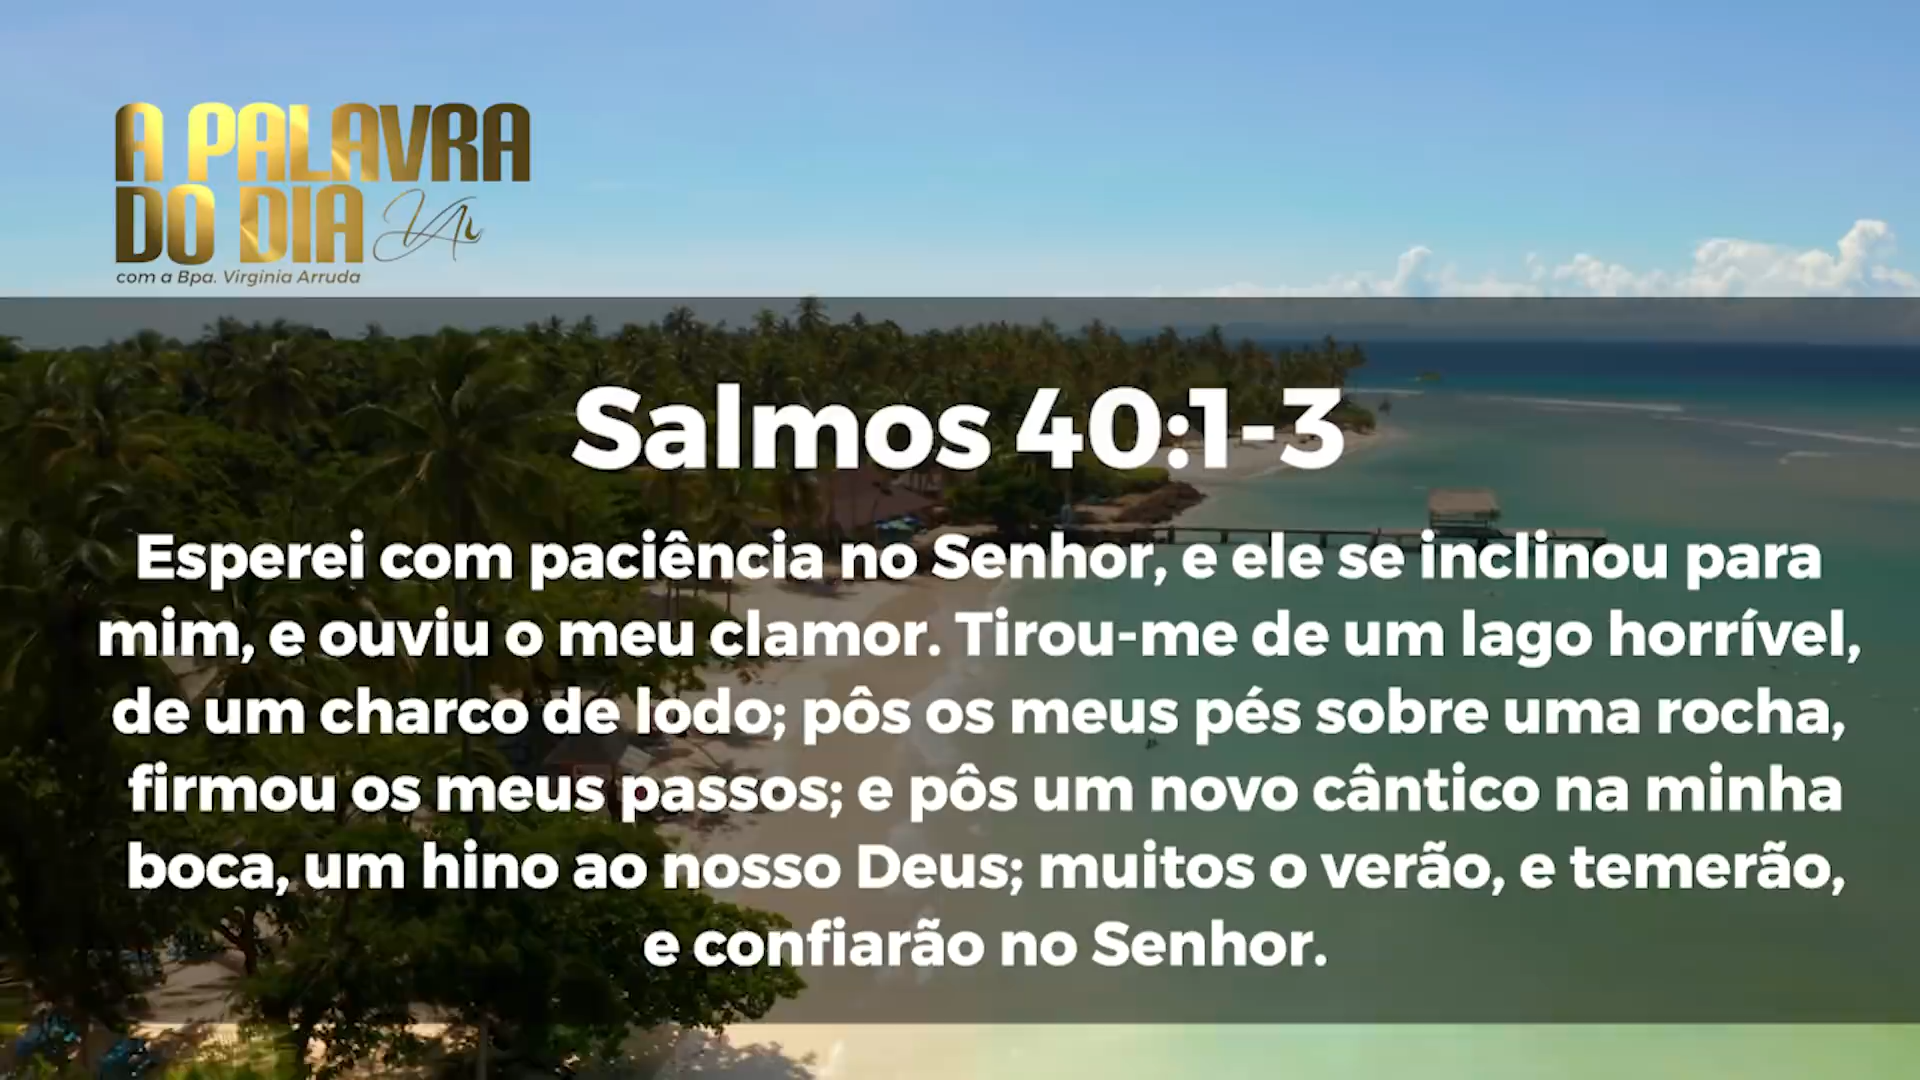 A PALAVRA
DO DIA VA
com a Bpa. Virginia Arruda
Salmos 40:1-3
Esperei com paciência no Senhor, e ele se inclinou para
mim, e ouviu o meu clamor. Tirou-me de um lago horrível,
de um charco de lodo; pôs os meus pés sobre uma rocha,
firmou os meus passos; e pôs um novo cântico na minha
boca, um hino ao nosso Deus; muitos o verão, e temerão,
e confiarão no Senhor.